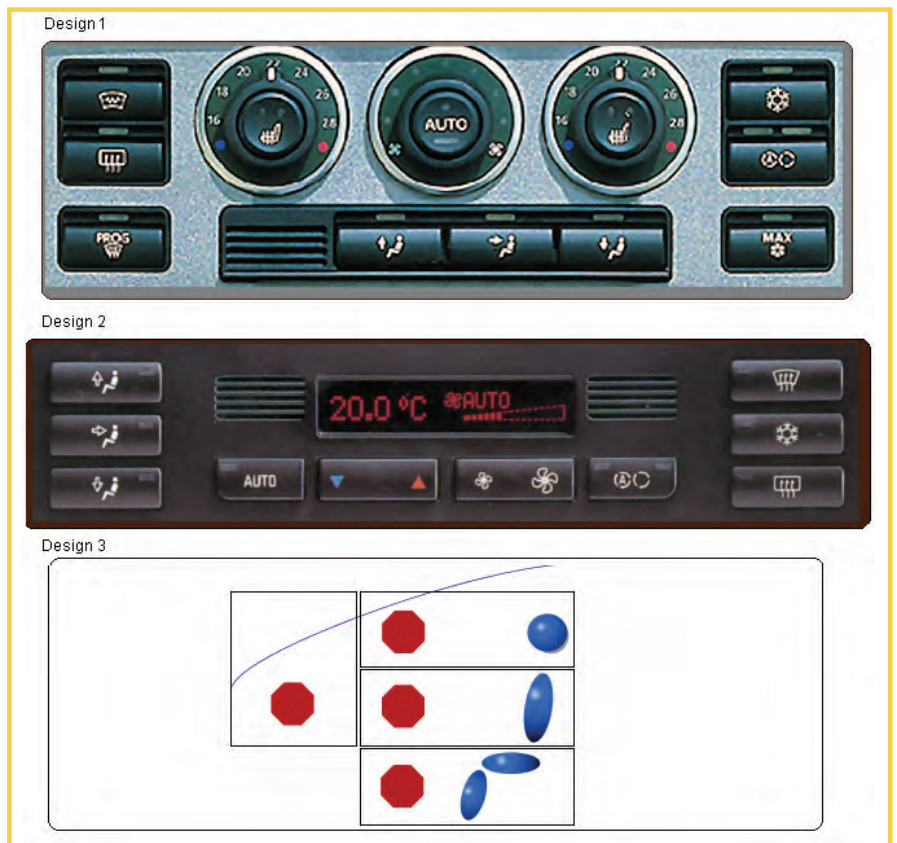 Design 1
20 22 24 20 22 24
18 26 18 26
16 28 AUTO 16 28
PROG
MAX
Design 2
20.0 °C AUTO
AUTO
A
Design 3